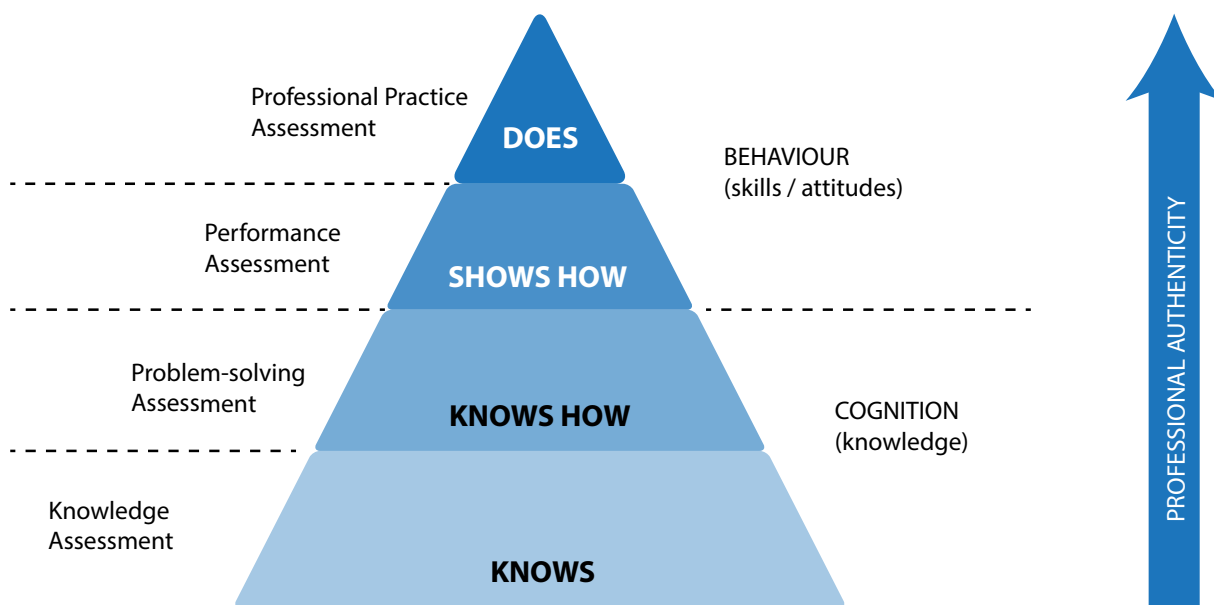 Professional Practice
Assessment
DOES
BEHAVIOUR
(skills / attitudes)
Performance
Assessment
SHOWS HOW
Problem-solving
Assessment
KNOWS HOW
COGNITION
(knowledge)
Knowledge
Assessment
KNOWS
PROFESSIONAL AUTHENTICITY